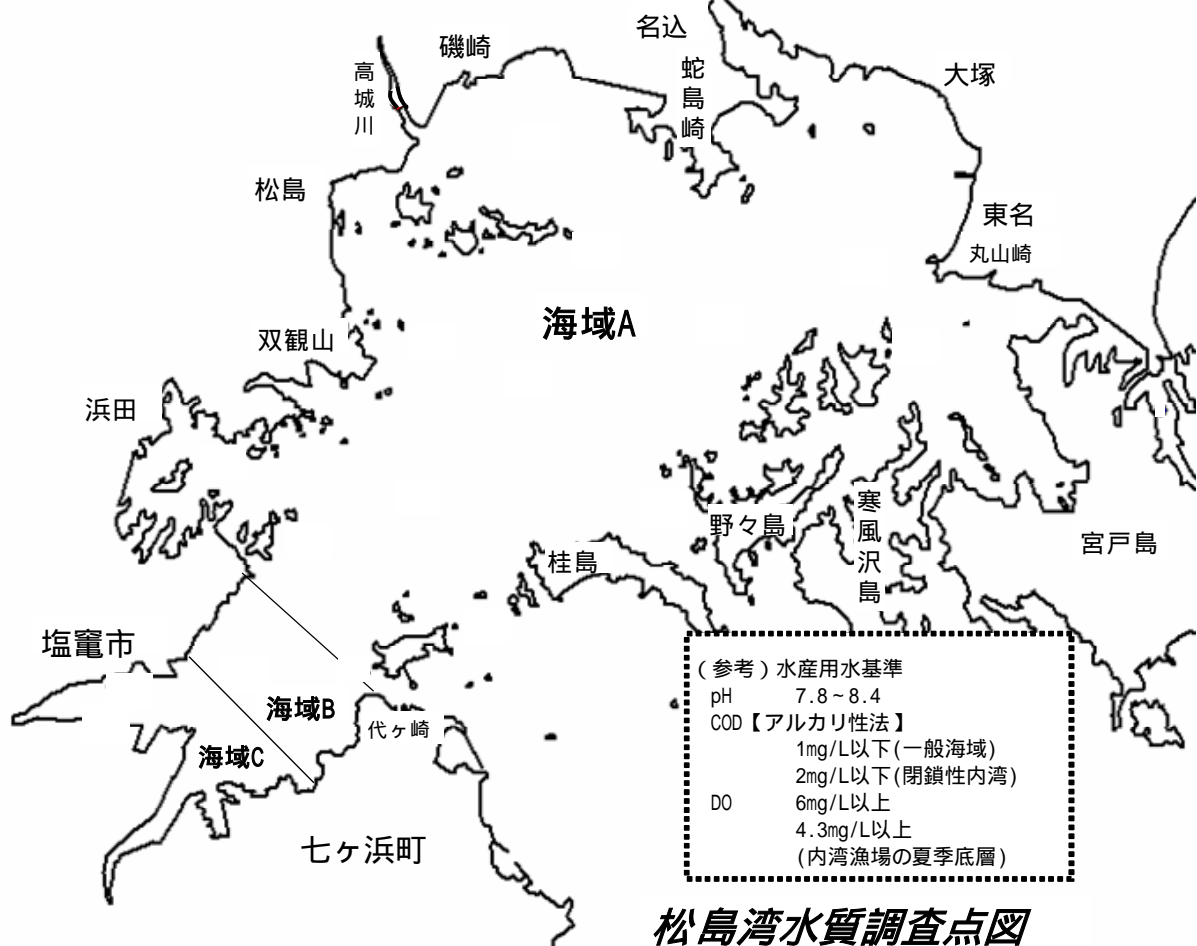 名込
磯崎
蛇島崎
大塚
高城川
松島
東名
丸山崎
海域A
双観山
浜田
寒風沢島
野々島
宮戸島
桂島
塩竈市
海域B
代ヶ崎
海域C
七ヶ浜町
(参考)水産用水基準
pH 7.8~8.4
COD【アルカリ性法】
1mg/L以下(一般海域)
2mg/L以下(閉鎖性内湾)
DO 6mg/L以上
4.3mg/L以上
(内湾漁場の夏季底層)
松島湾水質調査点図